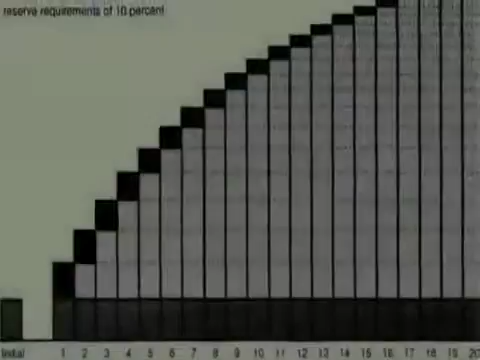 reserve requirements of 10 percent
Initial 1 2 3 4 5 6 7 8 9 10 11 12 13 14 15 16 17 18 19 20